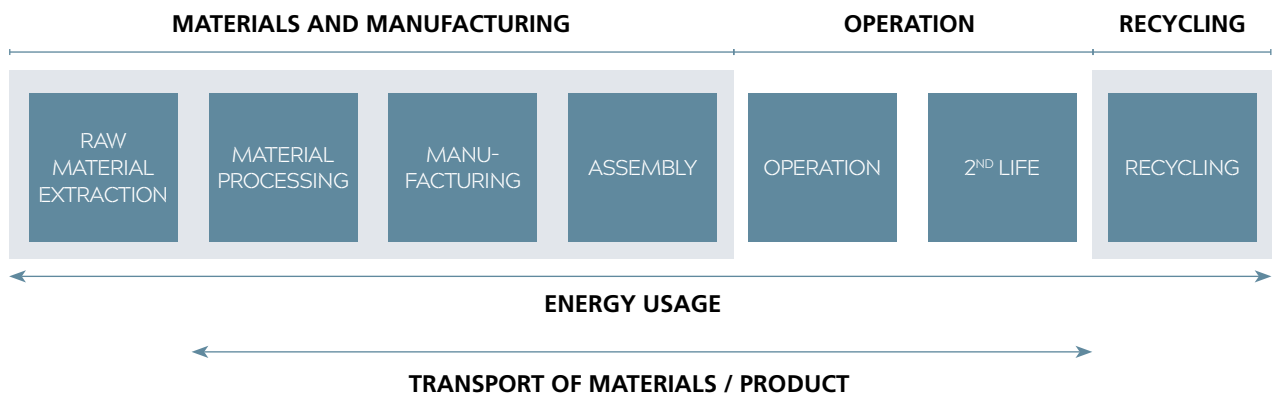 MATERIALS AND MANUFACTURING
OPERATION
RECYCLING
RAW
MATERIAL
EXTRACTION
MATERIAL
PROCESSING
MANU-
FACTURING
ASSEMBLY
OPERATION
2ND LIFE
RECYCLING
ENERGY USAGE
TRANSPORT OF MATERIALS / PRODUCT